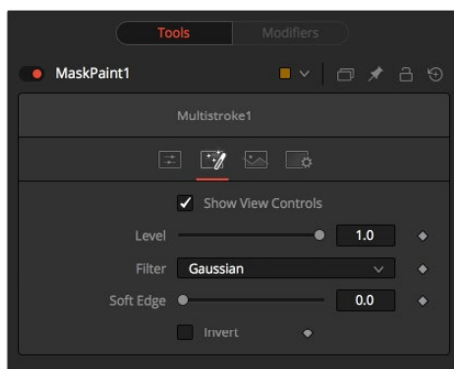 Tools Modifiers
MaskPaint1
Multistroke1
Show View Controls
Level 1.0
Filter Gaussian
Soft Edge 0.0
Invert